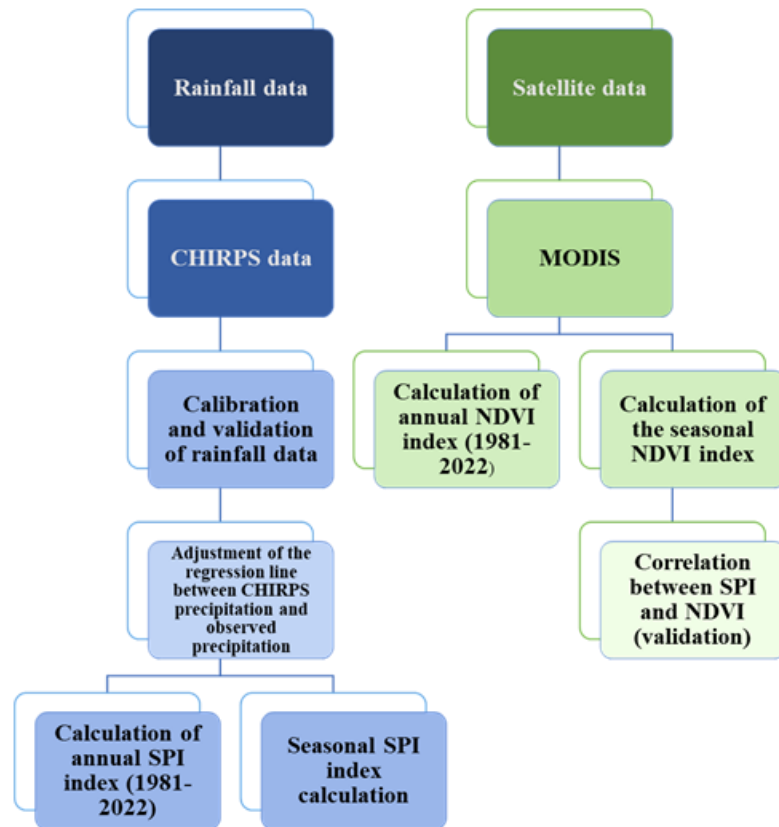 Rainfall data
Satellite data
CHIRPS data
MODIS
Calibration
and validation
of rainfall data
Calculation of
annual NDVI
index (1981-
2022)
Calculation of
the seasonal
NDVI index
Adjustment of the
regression line
between CHIRPS
precipitation and
observed
precipitation
Correlation
between SPI
and NDVI
(validation)
Calculation of
annual SPI
index (1981-
2022)
Seasonal SPI
index
calculation